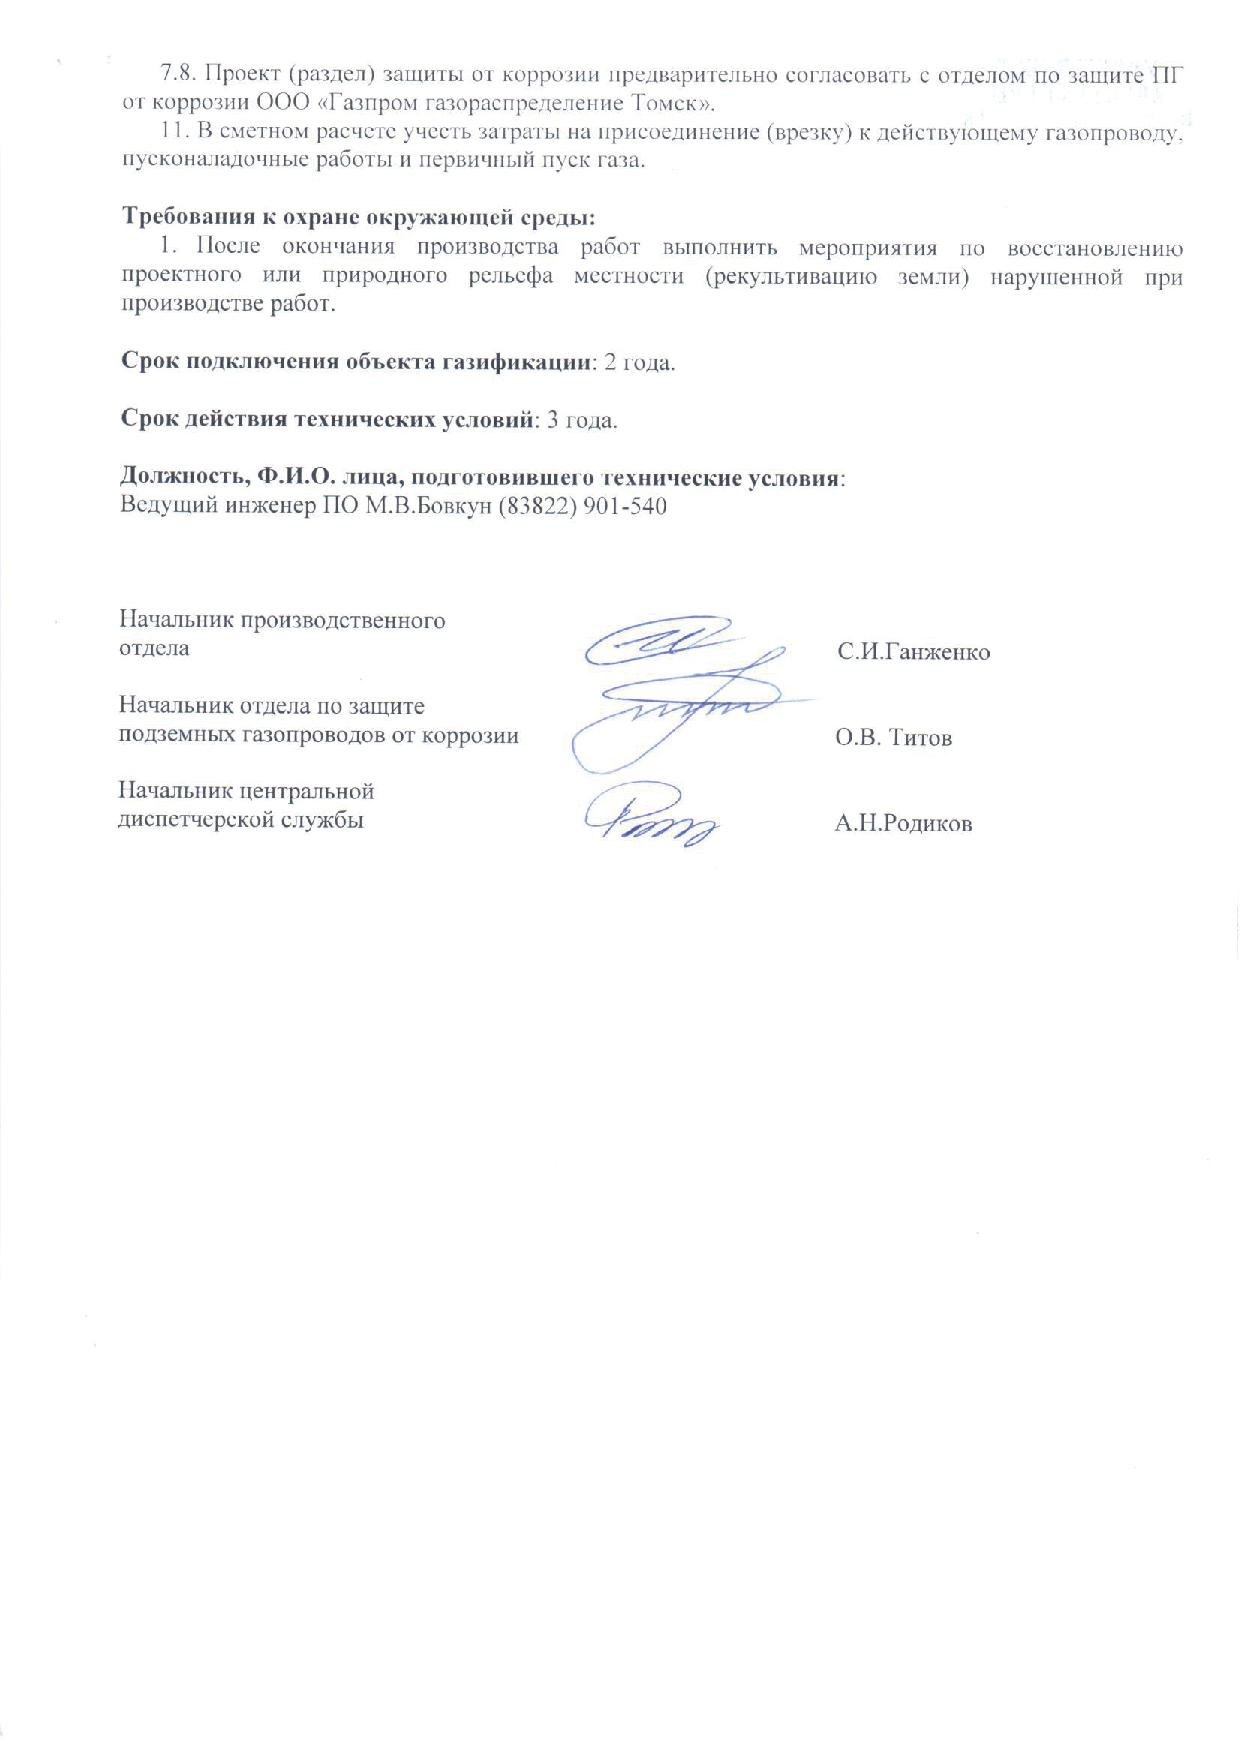 7.8. Проект (раздел) защиты от коррозии предварительно согласовать с отделом по защите ПГ
от коррозии ООО «Газпром газораспределение Томск».
11. В сметном расчете учесть затраты на присоединение (врезку) к действующему газопроводу,
пусконаладочные работы и первичный пуск газа.
Требования к охране окружающей среды:
1. После окончания производства работ выполнить мероприятия по восстановлению
проектного или природного рельефа местности (рекультивацию земли) нарушенной при
производстве работ.
Срок подключения объекта газификации: 2 года.
Срок действия технических условий: 3 года.
Должность, Ф.И.О. лица, подготовившего технические условия:
Ведущий инженер ПО М.В.Бовкун (83822) 901-540
Начальник производственного
отдела С.И.Ганженко
Начальник отдела по защите
подземных газопроводов от коррозии О.В. Титов
Начальник центральной
диспетчерской службы А.Н.Родиков